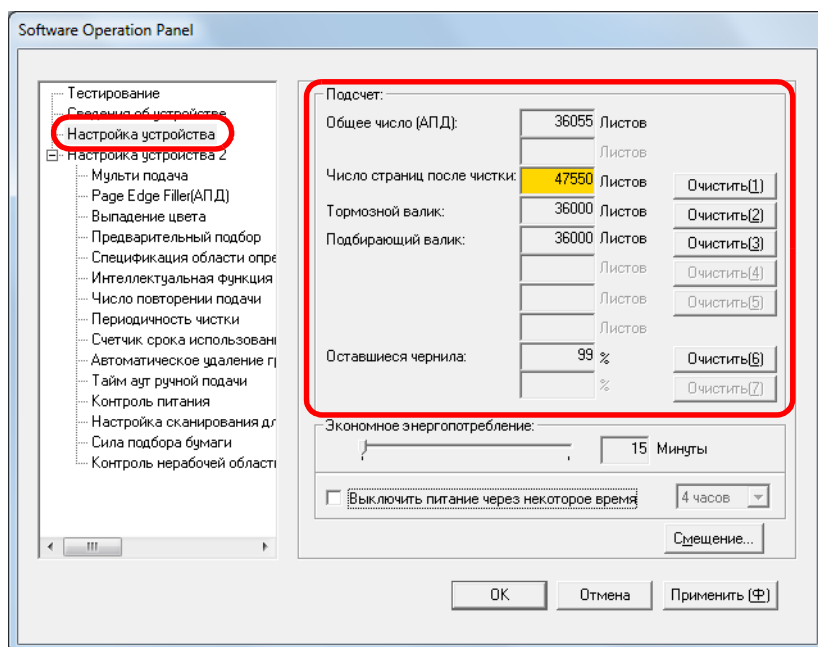 Software Operation Panel
Тестирование
Сведения об устройстве
Настройка устройства
Настройка устройства 2
Мульти подача
Page Edge Filler(АПД)
Выпадение цвета
Предварительный подбор
Спецификация области опре
Интеллектуальная функция
Число повторении подачи
Периодичность чистки
Счетчик срока использовани
Автоматическое удаление гр
Тайм аут ручной подачи
Контроль питания
Настройка сканирования дл
Сила подбора бумаги
Контроль нерабочей област
Подсчет:
Общее число (АПД): 36055 Листов
Листов
Число страниц после чистки: 47550 Листов Очистить(1)
Тормозной валик: 36000 Листов Очистить(2)
Подбирающий валик: 36000 Листов Очистить(3)
Листов Очистить(4)
Листов Очистить(5)
Листов
Оставшиеся чернила: 99 % Очистить(6)
% Очистить(7)
Экономное энергопотребление:
15 Минуты
Выключить питание через некоторое время 4 часов
Смещение...
OK Отмена Применить (中)